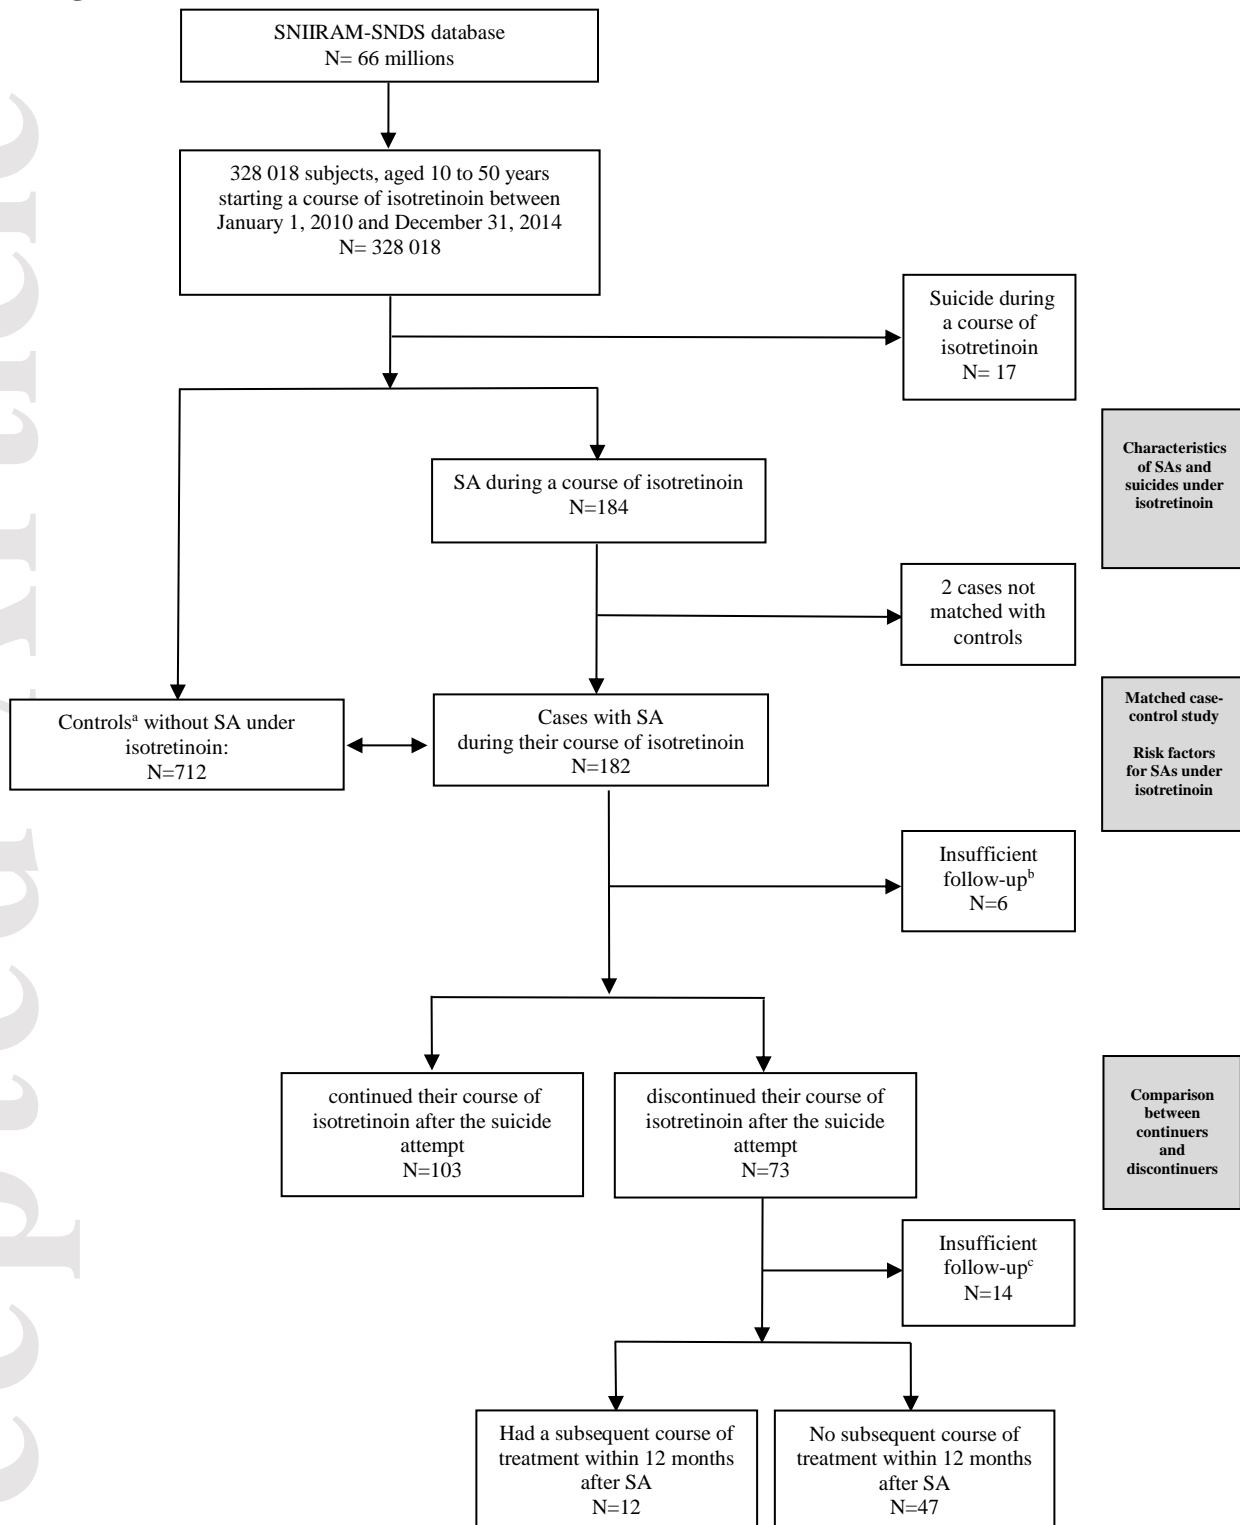 SNIIRAM-SNDS database
N= 66 millions
328 018 subjects, aged 10 to 50 years
starting a course of isotretinoin between
January 1, 2010 and December 31, 2014
N= 328 018
Suicide during
a course of
isotretinoin
N= 17
Characteristics
of SAs and
suicides under
isotretinoin
SA during a course of isotretinoin
N=184
2 cases not
matched with
controls
Controlsᵃ without SA under
isotretinoin:
N=712
Cases with SA
during their course of isotretinoin
N=182
Matched case-
control study
Risk factors
for SAs under
isotretinoin
Insufficient
follow-upᵇ
N=6
continued their course of
isotretinoin after the suicide
attempt
N=103
discontinued their course of
isotretinoin after the suicide
attempt
N=73
Comparison
between
continuers
and
discontinuers
Insufficient
follow-upᶜ
N=14
Had a subsequent course of
treatment within 12 months
after SA
N=12
No subsequent course of
treatment within 12 months
after SA
N=47